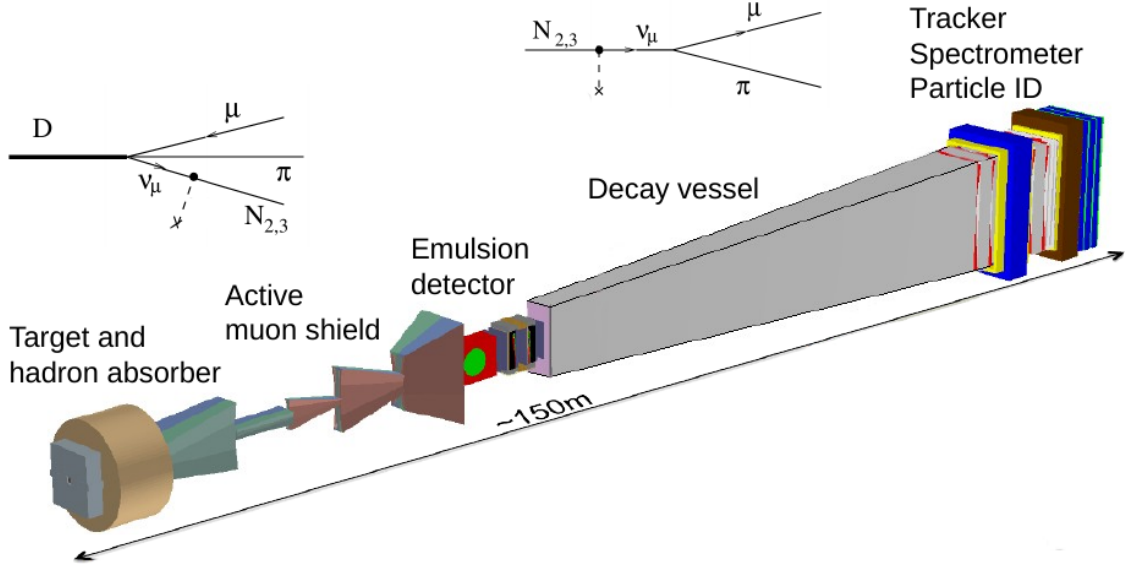 N2,3
νμ
μ
π
Tracker
Spectrometer
Particle ID
D
μ
νμ
π
N2,3
Decay vessel
Emulsion
detector
Active
muon shield
Target and
hadron absorber
~150m